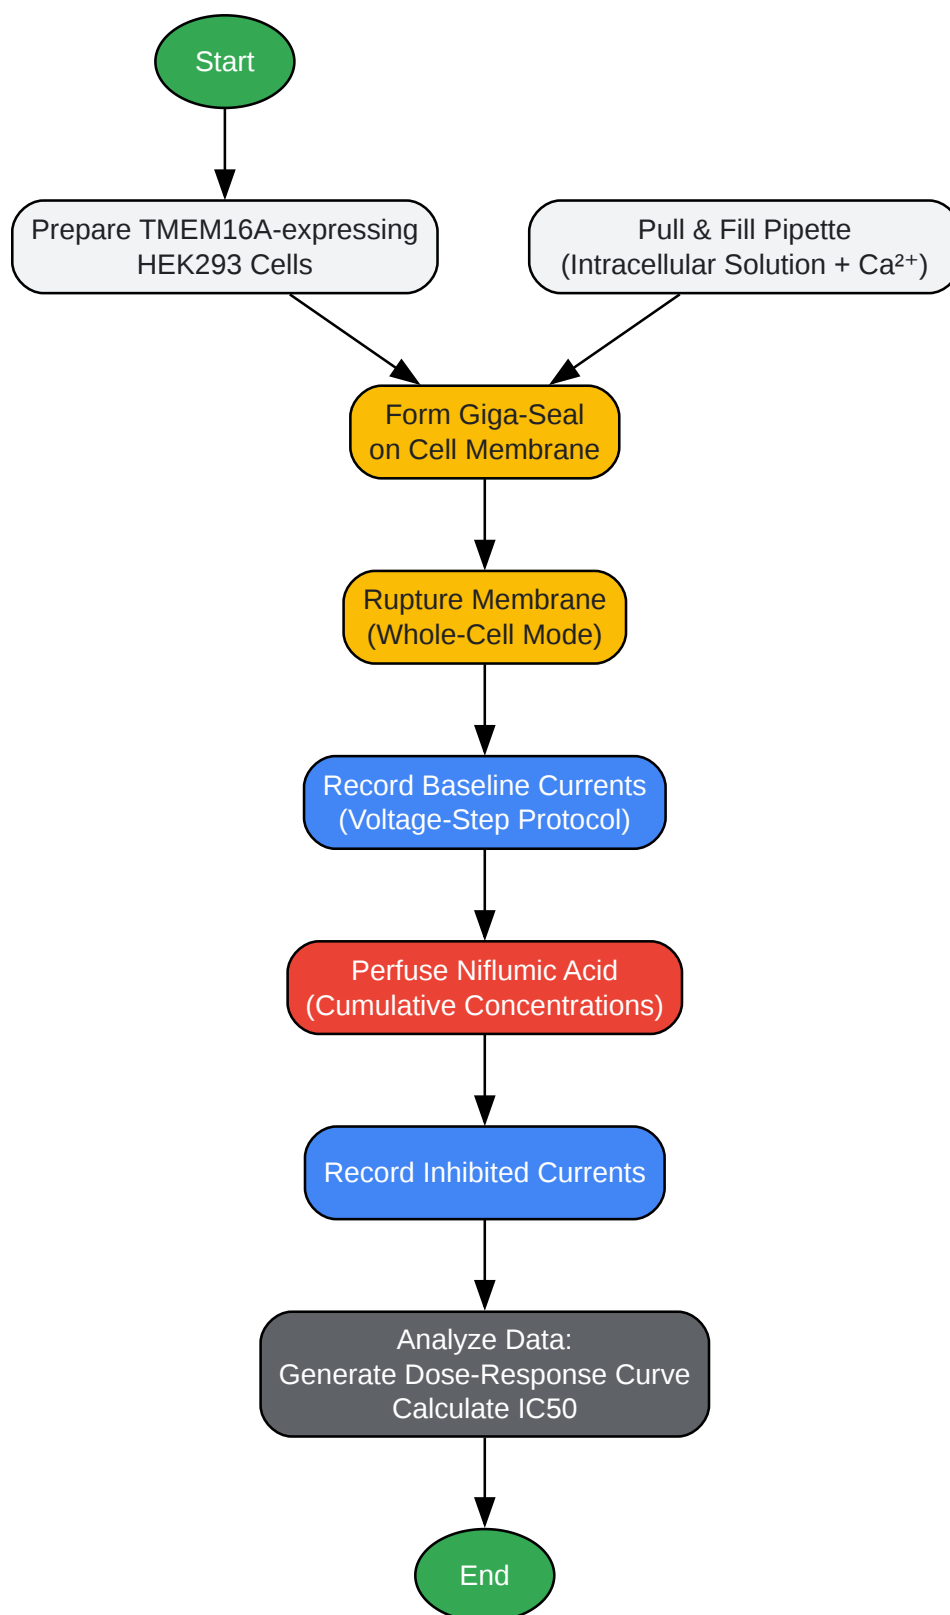 Start
Prepare TMEM16A-expressing
HEK293 Cells
Pull & Fill Pipette
(Intracellular Solution + Ca²⁺)
Form Giga-Seal
on Cell Membrane
Rupture Membrane
(Whole-Cell Mode)
Record Baseline Currents
(Voltage-Step Protocol)
Perfuse Niflumic Acid
(Cumulative Concentrations)
Record Inhibited Currents
Analyze Data:
Generate Dose-Response Curve
Calculate IC50
End